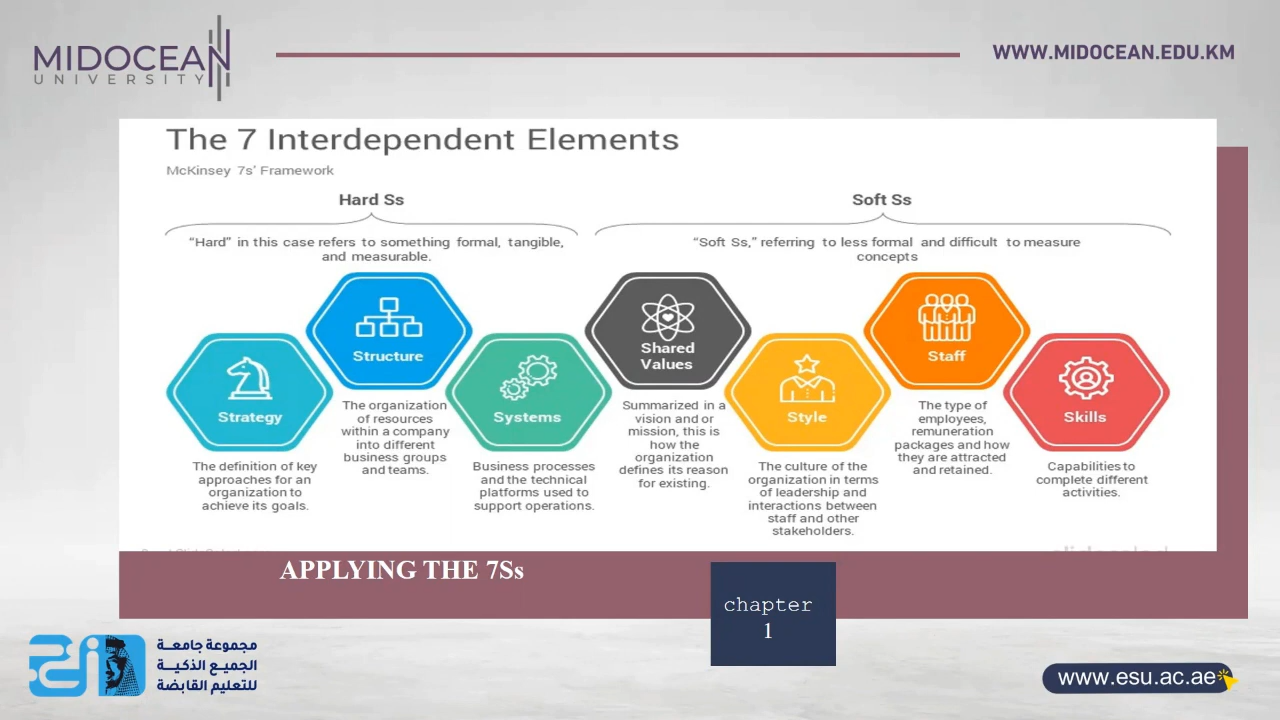 MIDOCEAN
UNIVERSITY
WWW.MIDOCEAN.EDU.KM
The 7 Interdependent Elements
McKinsey 7s' Framework
Hard Ss
"Hard" in this case refers to something formal, tangible,
and measurable.
Soft Ss
"Soft Ss," referring to less formal and difficult to measure
concepts
Strategy
The definition of key
approaches for an
organization to
achieve its goals.
Structure
The organization
of resources
within a company
into different
business groups
and teams.
Systems
Business processes
and the technical
platforms used to
support operations.
Shared
Values
Summarized in a
vision and or
mission, this is
how the
organization
defines its reason
for existing.
Style
The culture of the
organization in terms
of leadership and
interactions between
staff and other
stakeholders.
Staff
The type of
employees,
remuneration
packages and how
they are attracted
and retained.
Skills
Capabilities to
complete different
activities.
APPLYING THE 7Ss
chapter
1
مجموعة جامعة
الجميع الذكية
للتعليم القابضة
www.esu.ac.ae